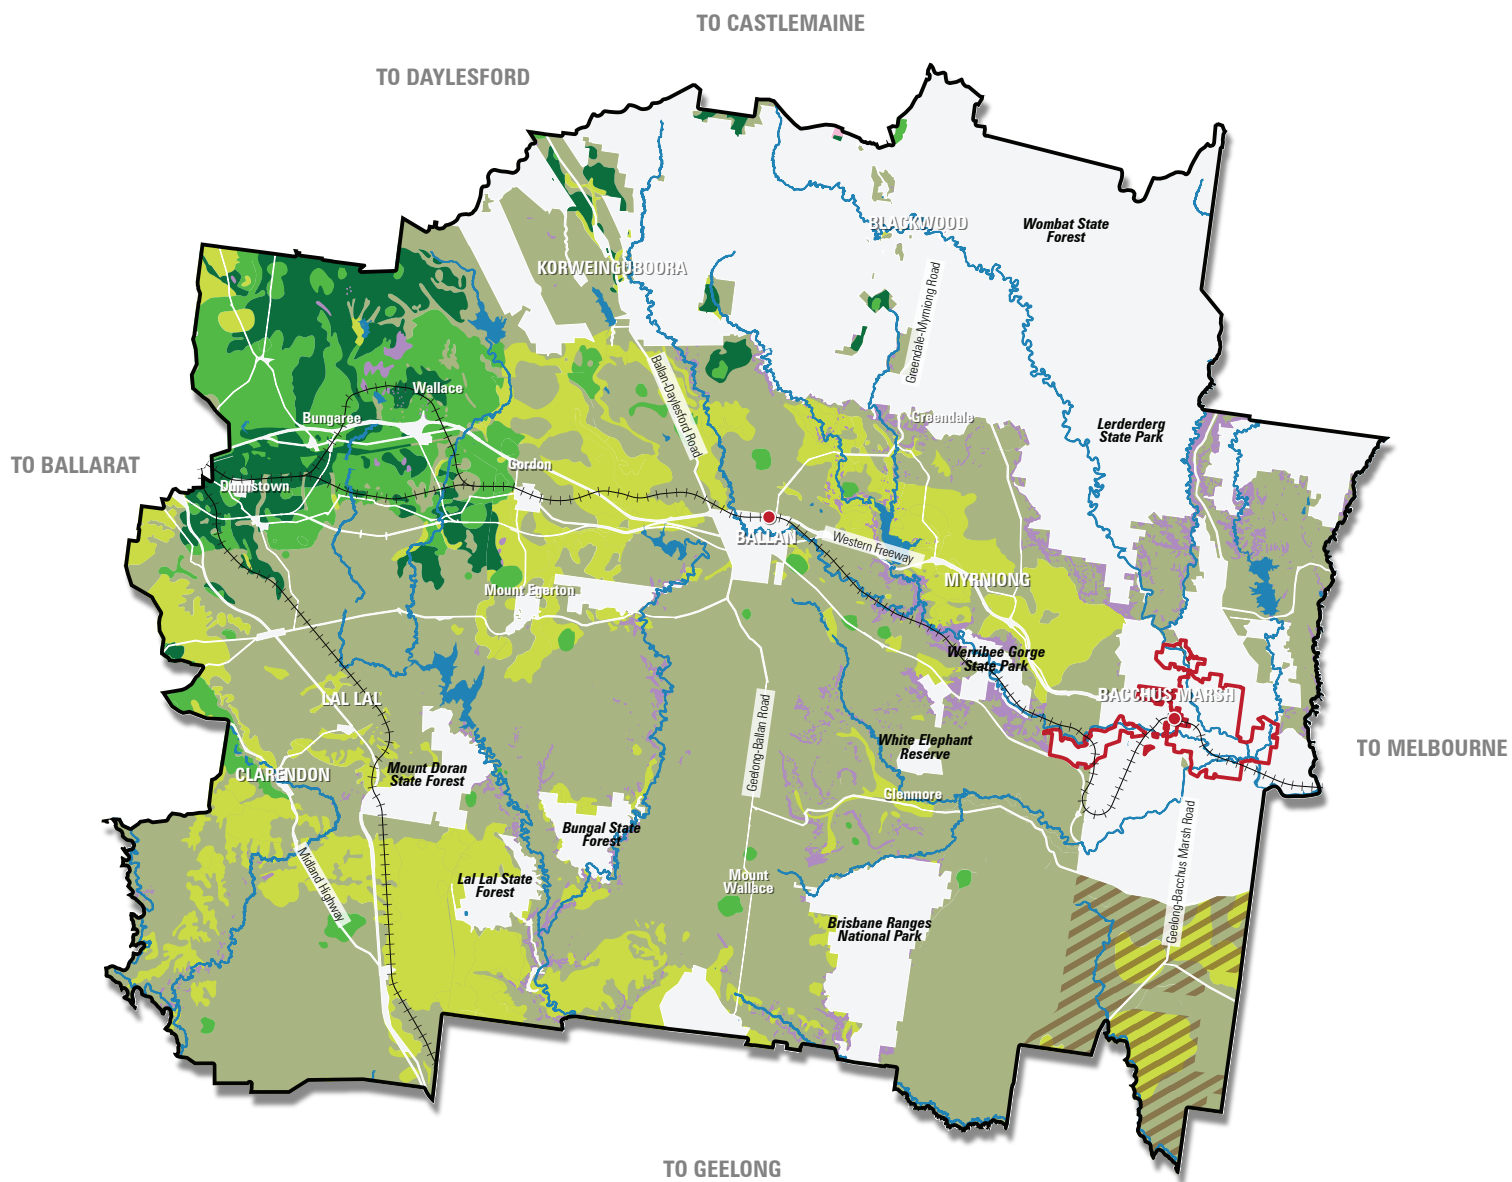 TO CASTLEMAINE
TO DAYLESFORD
BLACKWOOD
Wombat State
Forest
KORWEINGUBOORA
Greendale-Myrniong Road
Ballan-Daylesford Road
Wallace
Bungaree
Greendale
Lerderderg
State Park
TO BALLARAT
Gordon
Dunnstown
BALLAN
Western Freeway
MYRNIONG
Mount Egerton
Werribee Gorge
State Park
LAL LAL
BACCHUS MARSH
Geelong-Ballan Road
White Elephant
Reserve
TO MELBOURNE
CLARENDON
Mount Doran
State Forest
Glenmore
Bungal State
Forest
Geelong-Bacchus Marsh Road
Midland Highway
Lal Lal State
Forest
Mount
Wallace
Brisbane Ranges
National Park
TO GEELONG